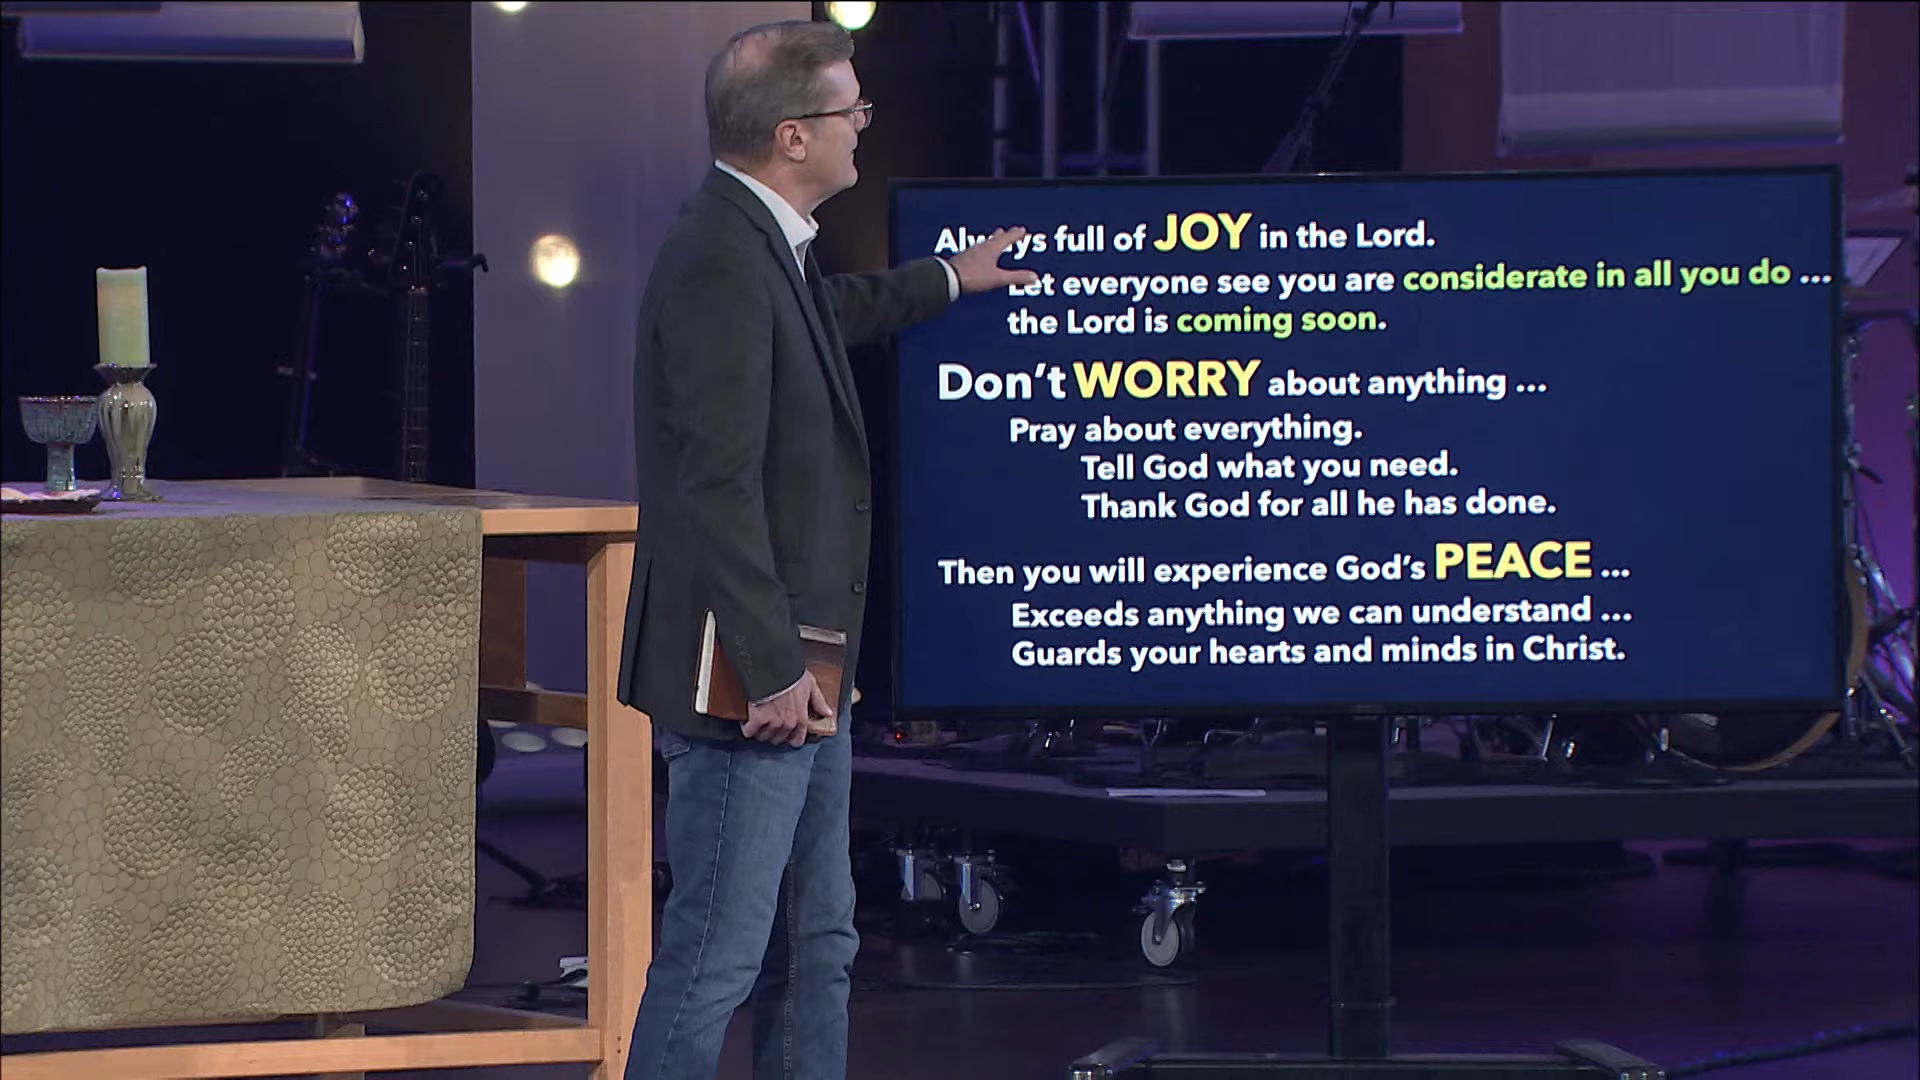 Always full of JOY in the Lord.
Let everyone see you are considerate in all you do ...
the Lord is coming soon.
Don't WORRY about anything ...
Pray about everything.
Tell God what you need.
Thank God for all he has done.
Then you will experience God's PEACE ...
Exceeds anything we can understand ...
Guards your hearts and minds in Christ.